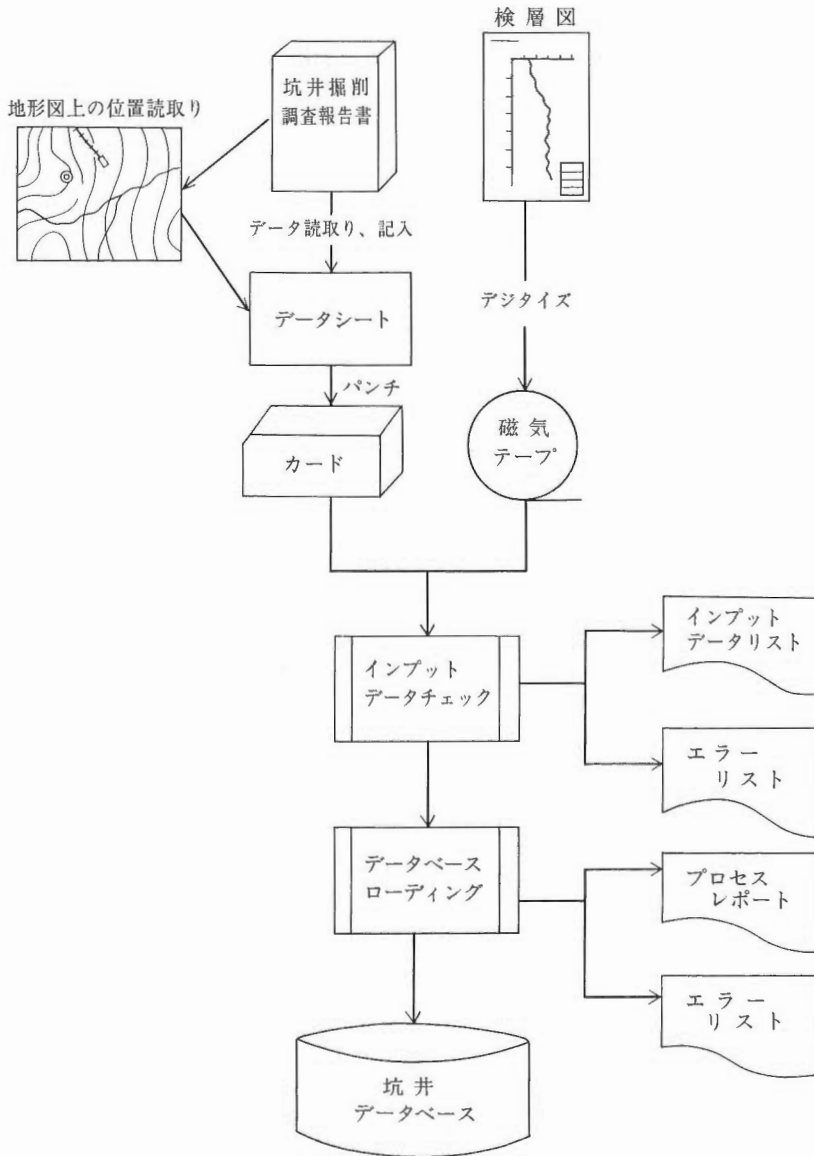 検層図
坑井掘削
調査報告書
地形図上の位置読取り
データ読取り、記入
データシート
デジタイズ
パンチ
カード
磁気
テープ
インプット
データチェック
インプット
データリスト
エラー
リスト
データベース
ローディング
プロセス
レポート
エラー
リスト
坑井
データベース